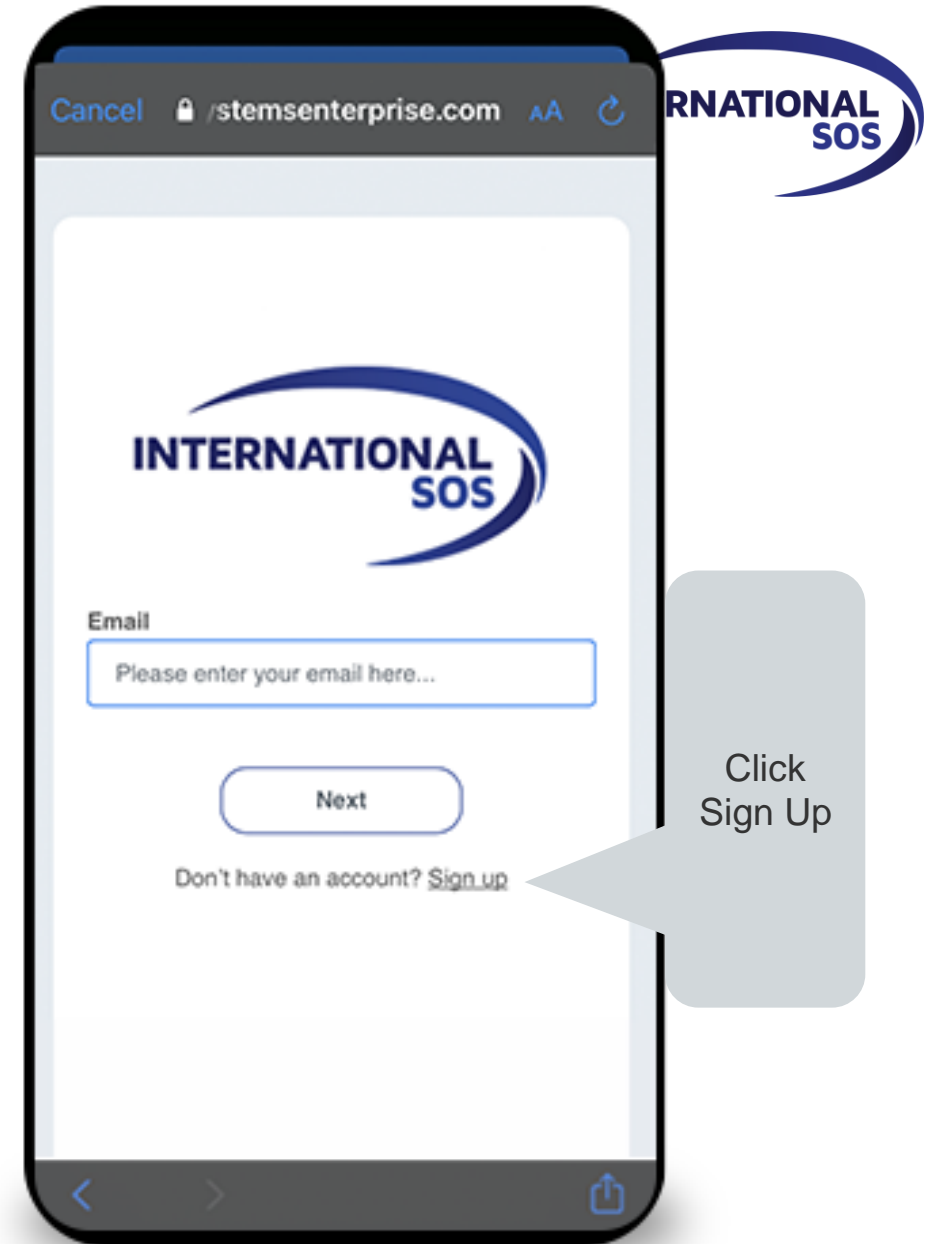 Cancel /stemsenterprise.com AA
RNATIONAL
SOS
INTERNATIONAL
SOS
Email
Please enter your email here...
Next
Don't have an account? Sign up
Click
Sign Up